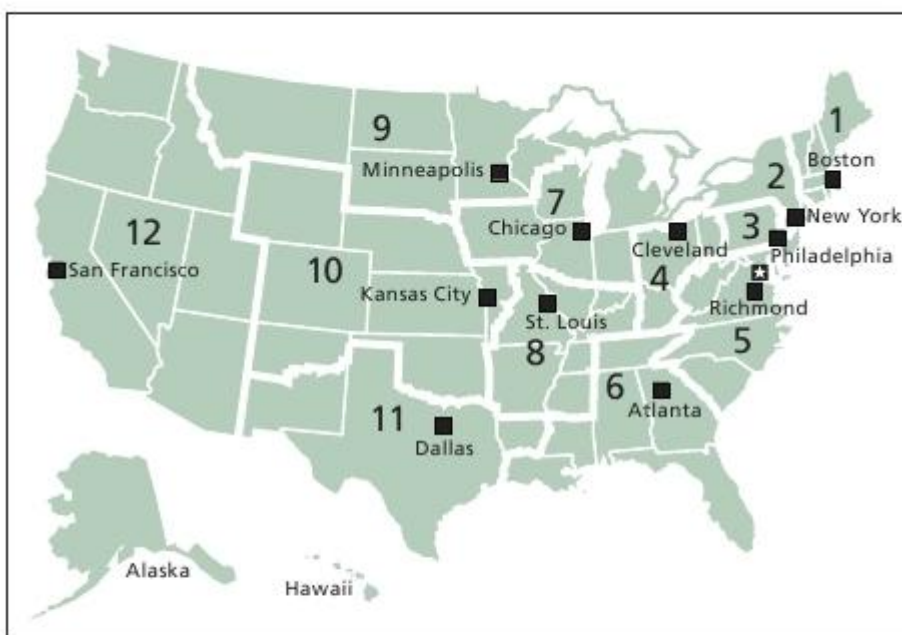 1
9
Boston
2
Minneapolis
7
New York
12
Chicago
3
Cleveland
Philadelphia
San Francisco
10
4
Kansas City
Richmond
St. Louis
5
8
6
11
Atlanta
Dallas
Alaska
Hawaii